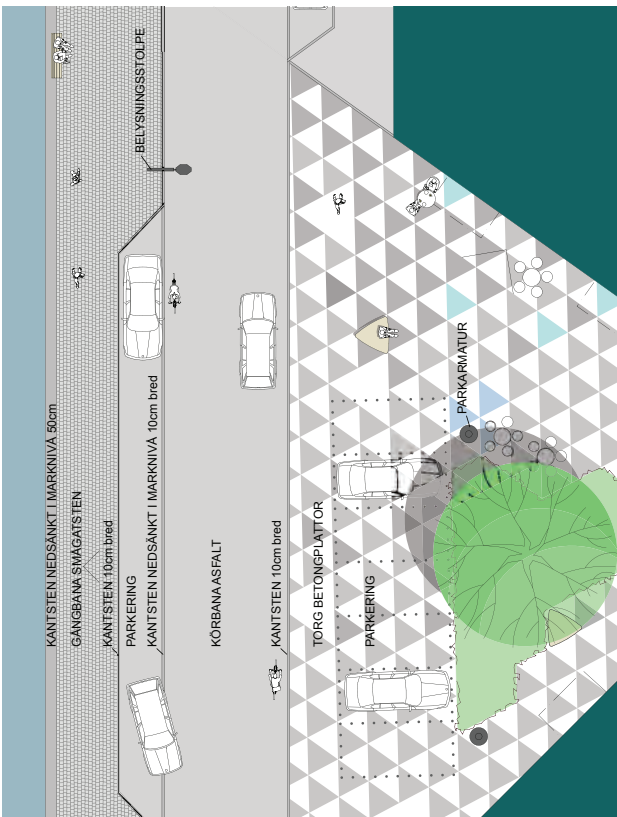 BELYSNINGSSTOLPE
KANTSTEN NEDSÄNKT I MARKNIVÅ 50cm
GÅNGBANA SMÅGATSTEN
KANTSTEN 10cm bred
PARKERING
KANTSTEN NEDSÄNKT I MARKNIVÅ 10cm bred
KÖRBANA ASFALT
KANTSTEN 10cm bred
TORG BETONGPLATTOR
PARKERING
PARKARMATUR